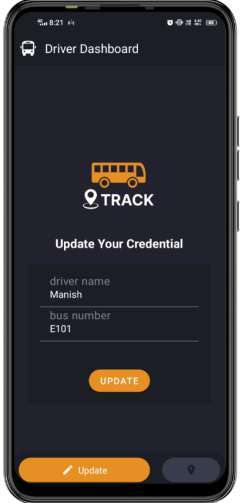 8:21
Driver Dashboard
TRACK
Update Your Credential
driver name
Manish
bus number
E101
UPDATE
Update